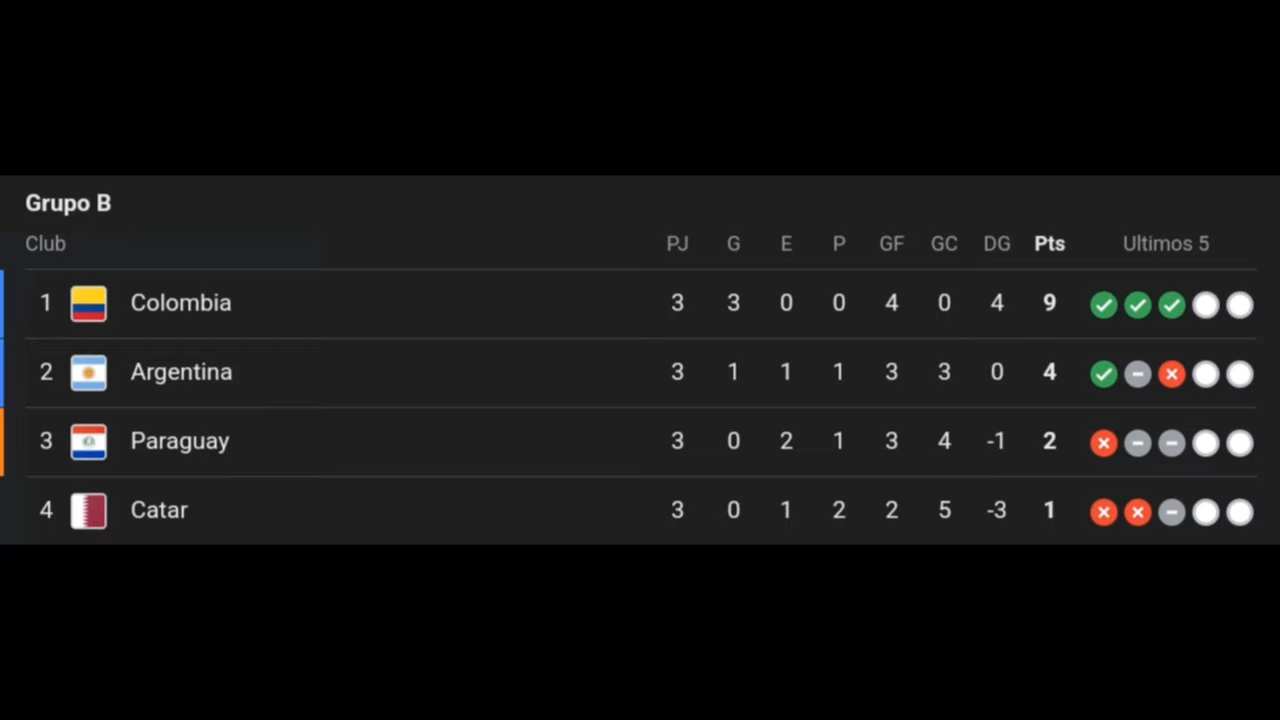 Grupo B
Club PJ G E P GF GC DG Pts Ultimos 5
1 Colombia 3 3 0 0 4 0 4 9
2 Argentina 3 1 1 1 3 3 0 4
3 Paraguay 3 0 2 1 3 4 -1 2
4 Catar 3 0 1 2 2 5 -3 1